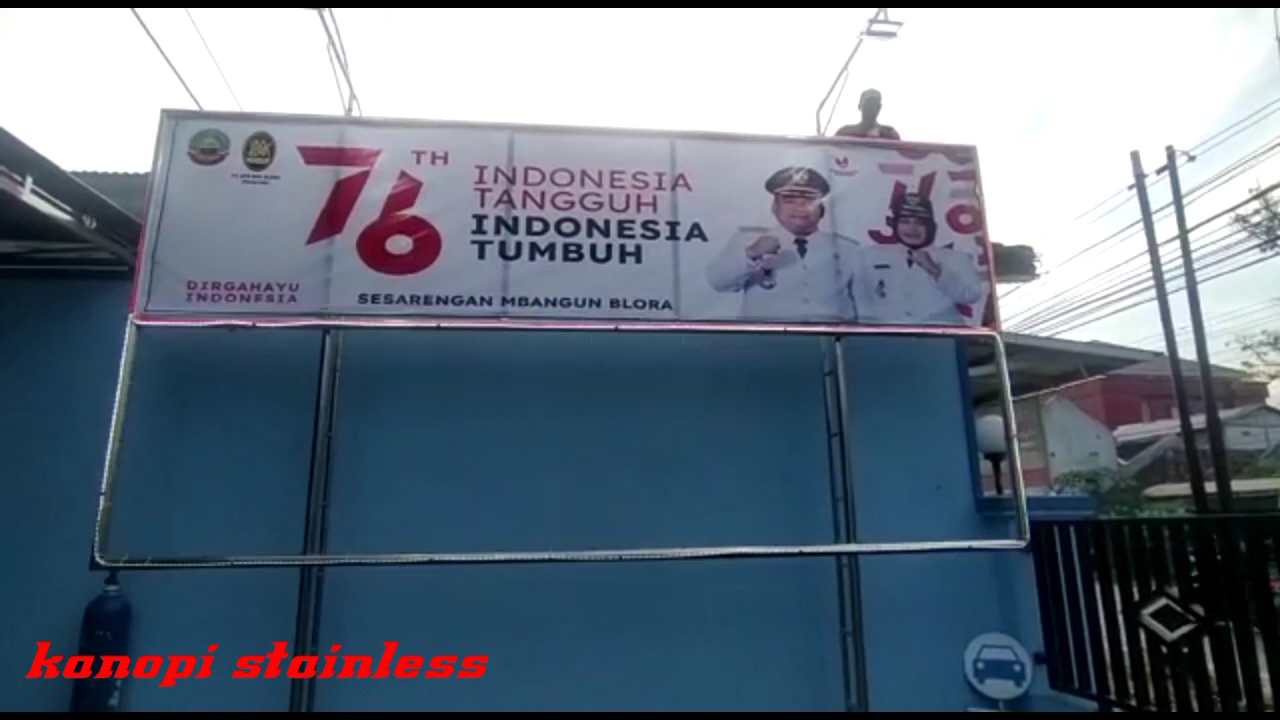 76 TH
INDONESIA
TANGGUH
INDONESIA
TUMBUH
DIRGAHAYU
INDONESIA
SESARENGAN MBANGUN BLORA
kanopi stainless